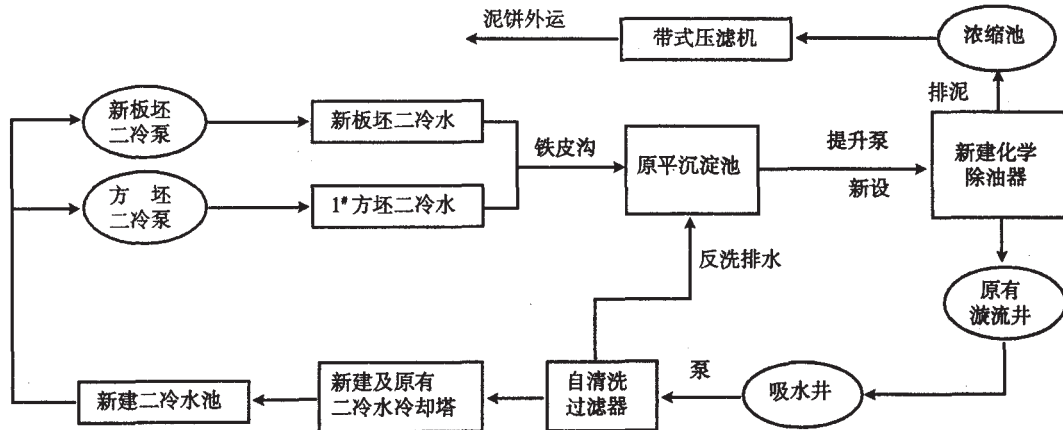 泥饼外运
带式压滤机
浓缩池
排泥
新板坯
二冷泵
新板坯二冷水
铁皮沟
原平沉淀池
提升泵
新设
新建化学
除油器
方 坯
二冷泵
1#方坯二冷水
反洗排水
原有
漩流井
新建二冷水池
新建及原有
二冷水冷却塔
自清洗
过滤器
泵
吸水井